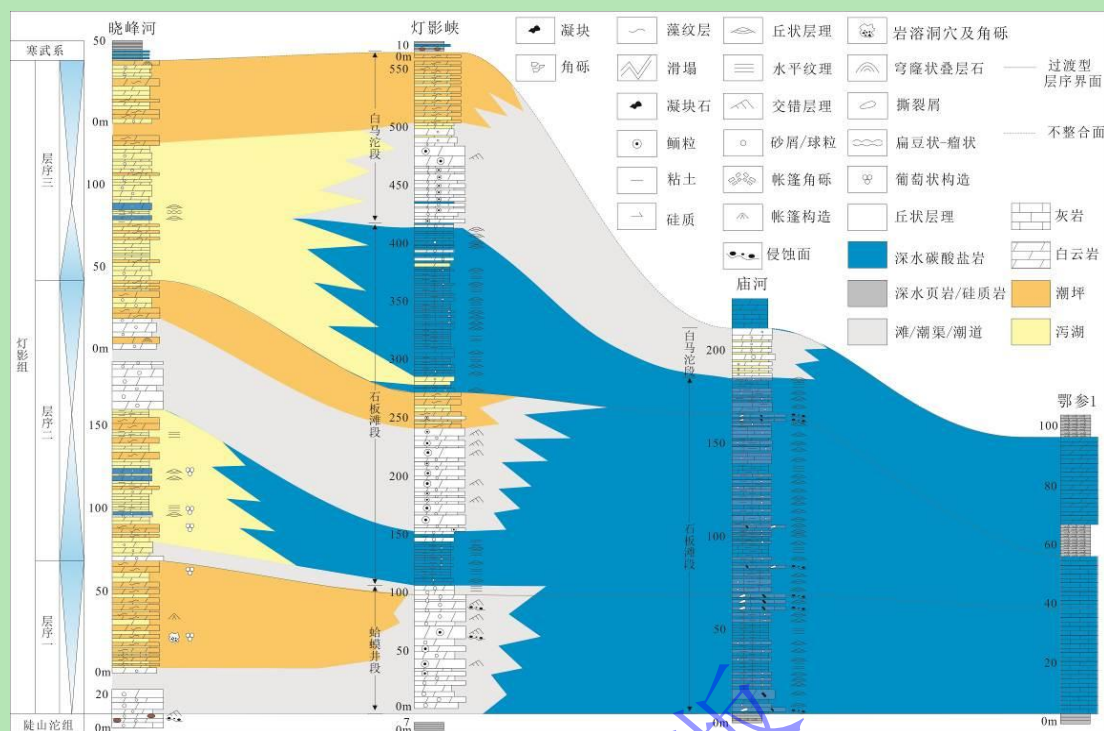 晓峰河
灯影峡
庙河
鄂参1
寒武系
灯影组
陡山沱组
层序三
层序二
层序一
50
0m
100
50
0m
150
100
50
0m
20
0m
10
0m
550
500
450
400
350
300
250
200
150
100
50
0m
7
白马沱段
石板滩段
蛤蟆井段
200
150
100
50
0m
白马沱段
石板滩段
100
80
60
40
20
0m
凝块
藻纹层
丘状层理
岩溶洞穴及角砾
角砾
滑塌
水平纹理
穹窿状叠层石
过渡型
层序界面
凝块石
交错层理
撕裂屑
鲕粒
砂屑/球粒
扁豆状-瘤状
不整合面
粘土
帐篷角砾
葡萄状构造
硅质
帐篷构造
丘状层理
灰岩
侵蚀面
深水碳酸盐岩
白云岩
深水页岩/硅质岩
潮坪
滩/潮渠/潮道
泻湖